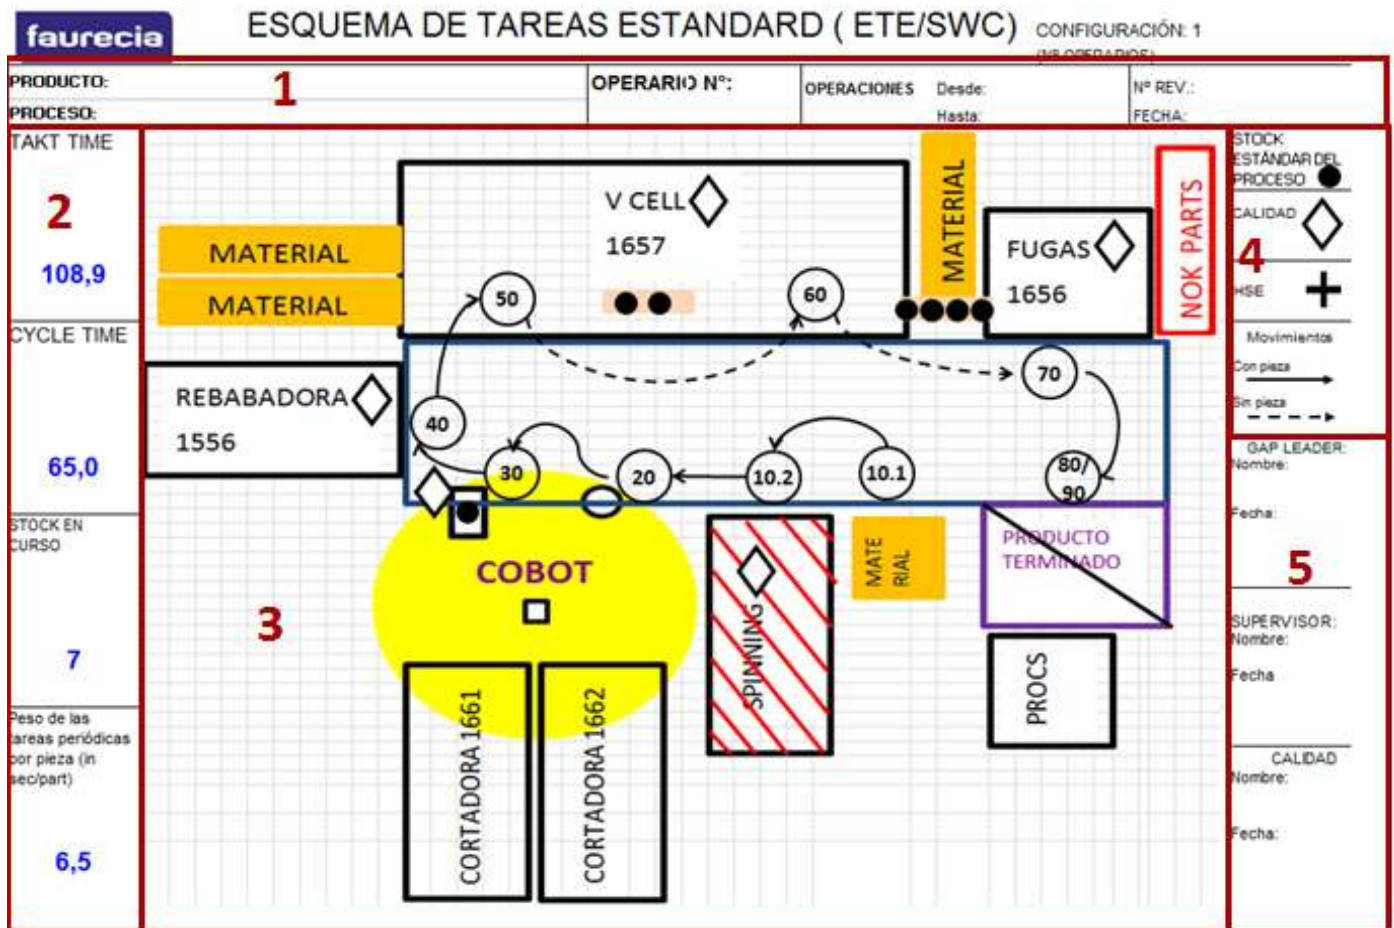 faurecia
ESQUEMA DE TAREAS ESTANDARD ( ETE/SWC)
CONFIGURACIÓN: 1
(Nº OPERARIOS)
PRODUCTO:
1
OPERARIO Nº:
OPERACIONES
Desde:
Nº REV.:
PROCESO:
Hasta:
FECHA:
TAKT TIME
2
108,9
CYCLE TIME
65,0
STOCK EN
CURSO
7
Peso de las
tareas periódicas
por pieza (in
sec/part)
6,5
MATERIAL
MATERIAL
V CELL
1657
MATERIAL
FUGAS
1656
NOK PARTS
50
60
REBABADORA
1556
40
70
30
20
10.2
10.1
80/
90
COBOT
3
SPINNING
MATE
RIAL
PRODUCTO
TERMINADO
PROCS
CORTADORA 1661
CORTADORA 1662
STOCK
ESTÁNDAR DEL
PROCESO
CALIDAD
4
HSE
Movimientos
Con pieza
Sin pieza
GAP LEADER:
Nombre:
Fecha:
5
SUPERVISOR:
Nombre:
Fecha
CALIDAD
Nombre:
Fecha: